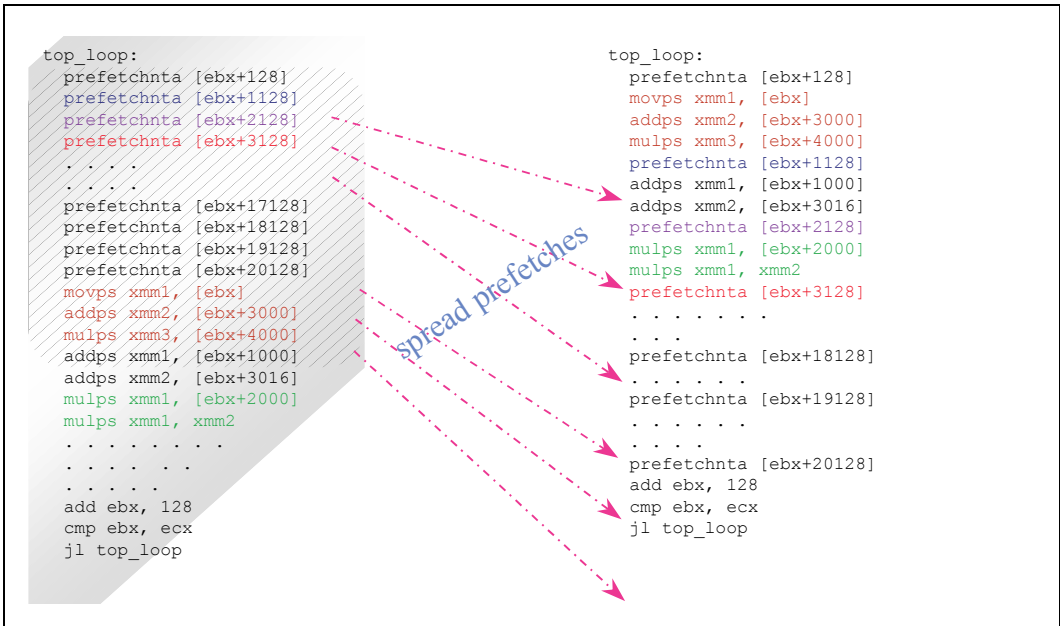 top_loop:
prefetchnta [ebx+128]
prefetchnta [ebx+1128]
prefetchnta [ebx+2128]
prefetchnta [ebx+3128]
. . . .
. . . .
prefetchnta [ebx+17128]
prefetchnta [ebx+18128]
prefetchnta [ebx+19128]
prefetchnta [ebx+20128]
movps xmm1, [ebx]
addps xmm2, [ebx+3000]
mulps xmm3, [ebx+4000]
addps xmm1, [ebx+1000]
addps xmm2, [ebx+3016]
mulps xmm1, [ebx+2000]
mulps xmm1, xmm2
. . . . . . . .
. . . . . .
. . . . .
add ebx, 128
cmp ebx, ecx
jl top_loop
spread prefetches
top_loop:
prefetchnta [ebx+128]
movps xmm1, [ebx]
addps xmm2, [ebx+3000]
mulps xmm3, [ebx+4000]
prefetchnta [ebx+1128]
addps xmm1, [ebx+1000]
addps xmm2, [ebx+3016]
prefetchnta [ebx+2128]
mulps xmm1, [ebx+2000]
mulps xmm1, xmm2
prefetchnta [ebx+3128]
. . . . . . .
. . .
prefetchnta [ebx+18128]
. . . . . .
prefetchnta [ebx+19128]
. . . . . .
. . . .
prefetchnta [ebx+20128]
add ebx, 128
cmp ebx, ecx
jl top_loop